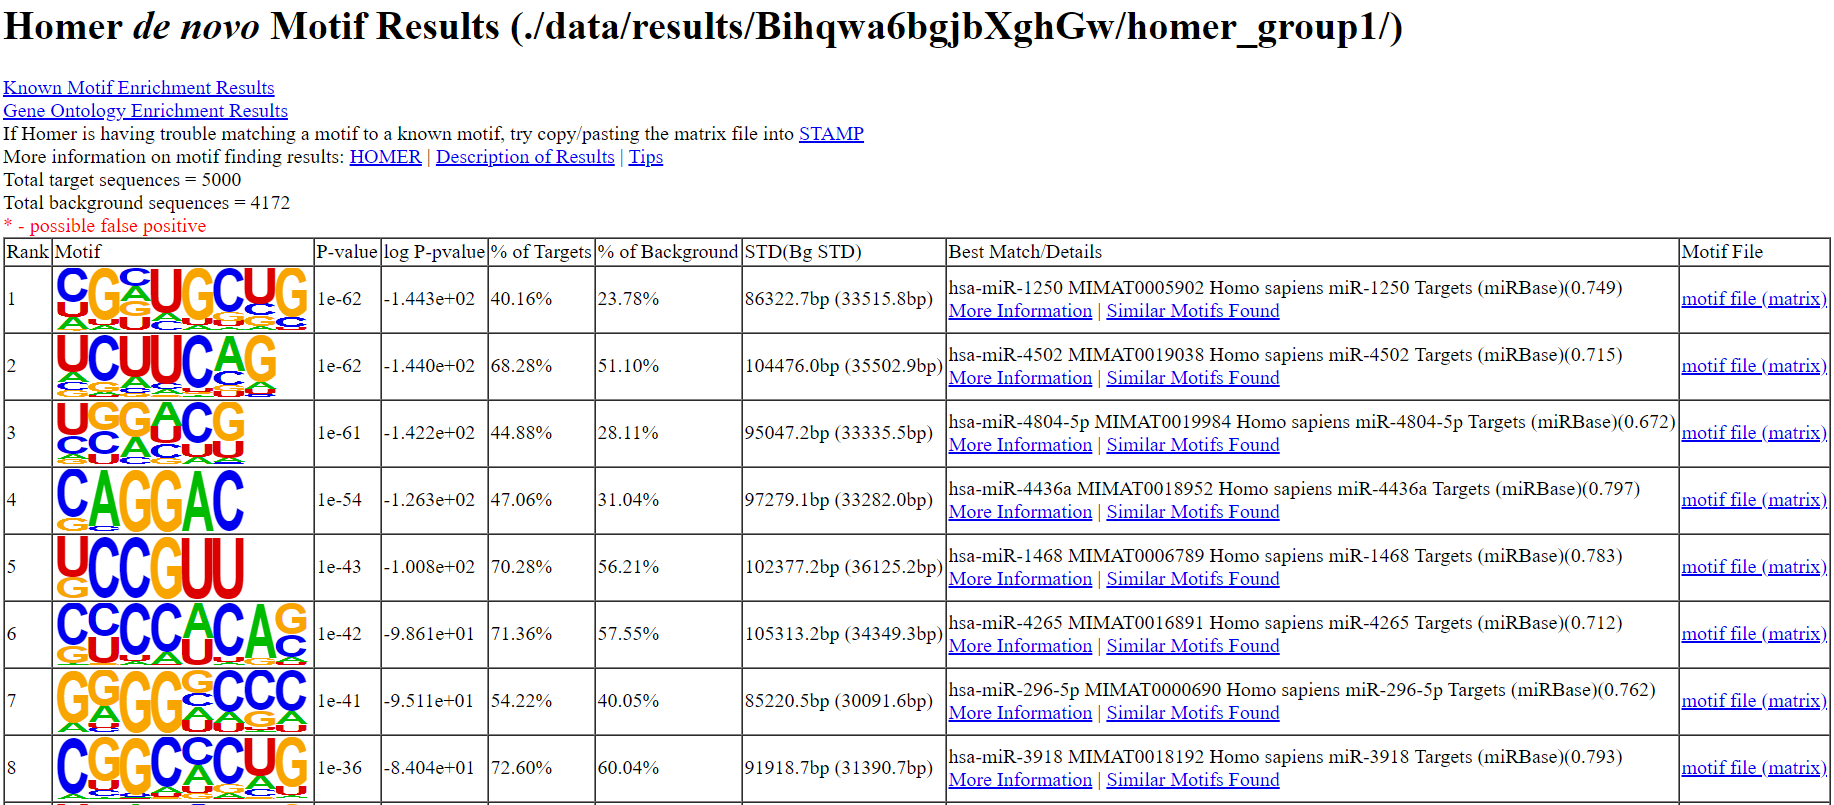 Homer de novo Motif Results (./data/results/Bihqwa6bgjbXghGw/homer_group1/)
Known Motif Enrichment Results
Gene Ontology Enrichment Results
If Homer is having trouble matching a motif to a known motif, try copy/pasting the matrix file into STAMP
More information on motif finding results: HOMER | Description of Results | Tips
Total target sequences = 5000
Total background sequences = 4172
* - possible false positive
Rank Motif P-value log P-pvalue % of Targets % of Background STD(Bg STD) Best Match/Details Motif File
1 CGCUGCUG 1e-62 -1.443e+02 40.16% 23.78% 86322.7bp (33515.8bp) hsa-miR-1250 MIMAT0005902 Homo sapiens miR-1250 Targets (miRBase)(0.749) motif file (matrix)
More Information | Similar Motifs Found
2 UCUUCAG 1e-62 -1.440e+02 68.28% 51.10% 104476.0bp (35502.9bp) hsa-miR-4502 MIMAT0019038 Homo sapiens miR-4502 Targets (miRBase)(0.715) motif file (matrix)
More Information | Similar Motifs Found
3 UGGACG 1e-61 -1.422e+02 44.88% 28.11% 95047.2bp (33335.5bp) hsa-miR-4804-5p MIMAT0019984 Homo sapiens miR-4804-5p Targets (miRBase)(0.672) motif file (matrix)
More Information | Similar Motifs Found
4 CAGGAC 1e-54 -1.263e+02 47.06% 31.04% 97279.1bp (33282.0bp) hsa-miR-4436a MIMAT0018952 Homo sapiens miR-4436a Targets (miRBase)(0.797) motif file (matrix)
More Information | Similar Motifs Found
5 UCCGUU 1e-43 -1.008e+02 70.28% 56.21% 102377.2bp (36125.2bp) hsa-miR-1468 MIMAT0006789 Homo sapiens miR-1468 Targets (miRBase)(0.783) motif file (matrix)
More Information | Similar Motifs Found
6 CCCCACAG 1e-42 -9.861e+01 71.36% 57.55% 105313.2bp (34349.3bp) hsa-miR-4265 MIMAT0016891 Homo sapiens miR-4265 Targets (miRBase)(0.712) motif file (matrix)
More Information | Similar Motifs Found
7 GGGGGCCC 1e-41 -9.511e+01 54.22% 40.05% 85220.5bp (30091.6bp) hsa-miR-296-5p MIMAT0000690 Homo sapiens miR-296-5p Targets (miRBase)(0.762) motif file (matrix)
More Information | Similar Motifs Found
8 CGGCCCUG 1e-36 -8.404e+01 72.60% 60.04% 91918.7bp (31390.7bp) hsa-miR-3918 MIMAT0018192 Homo sapiens miR-3918 Targets (miRBase)(0.793) motif file (matrix)
More Information | Similar Motifs Found